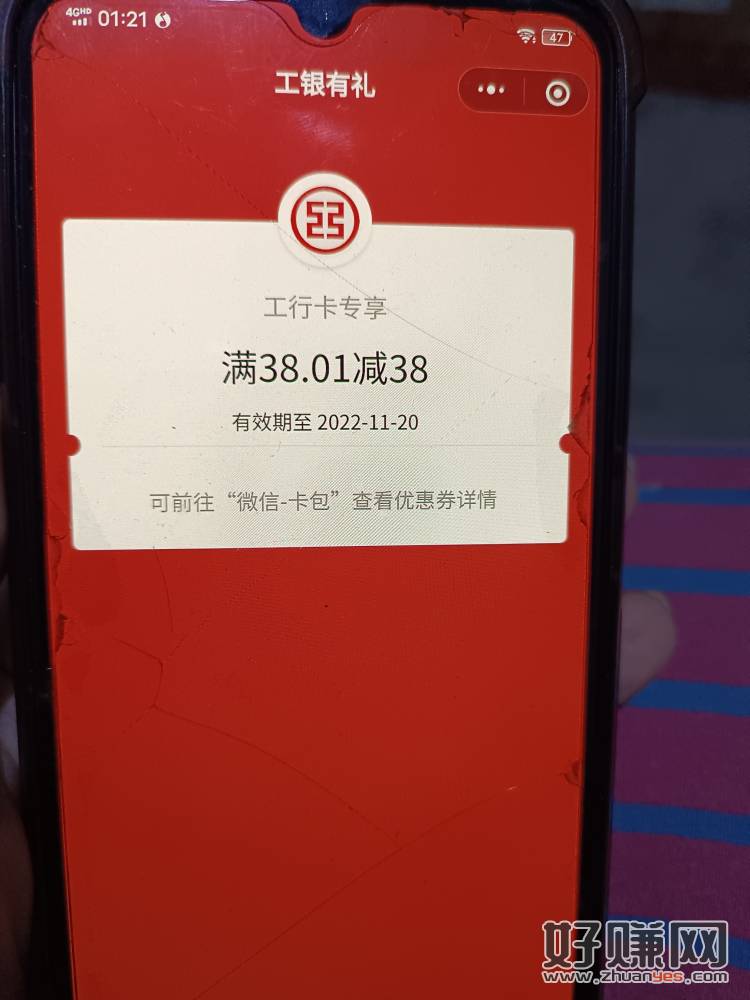 4GHD 01:21
47
工银有礼
工行卡专享
满38.01减38
有效期至 2022-11-20
可前往“微信-卡包”查看优惠券详情
好赚网
www.zhuanyes.com